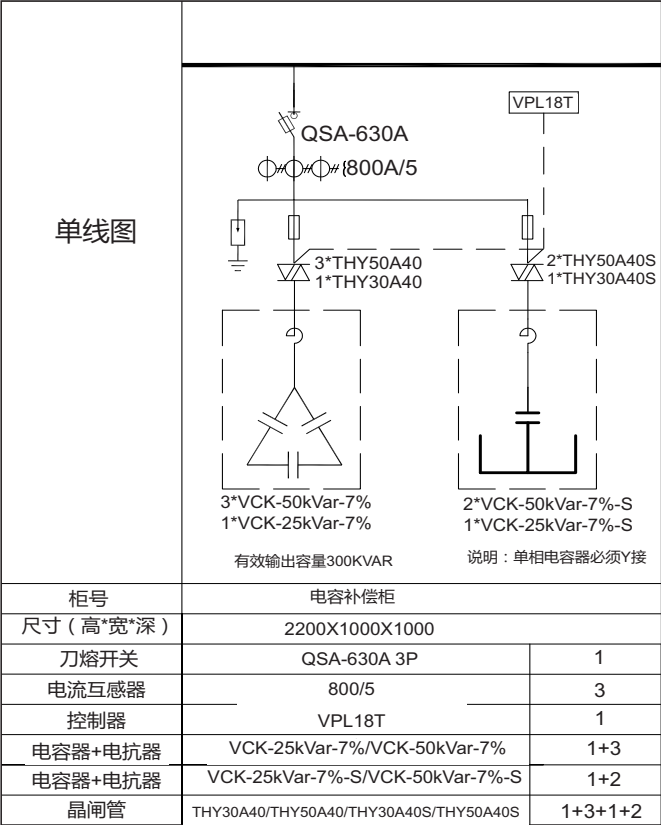 单线图
VPL18T
QSA-630A
800A/5
3*THY50A40
1*THY30A40
2*THY50A40S
1*THY30A40S
3*VCK-50kVar-7%
1*VCK-25kVar-7%
2*VCK-50kVar-7%-S
1*VCK-25kVar-7%-S
有效输出容量300KVAR
说明：单相电容器必须Y接
柜号 电容补偿柜
尺寸（高*宽*深） 2200X1000X1000
刀熔开关 QSA-630A 3P 1
电流互感器 800/5 3
控制器 VPL18T 1
电容器+电抗器 VCK-25kVar-7%/VCK-50kVar-7% 1+3
电容器+电抗器 VCK-25kVar-7%-S/VCK-50kVar-7%-S 1+2
晶闸管 THY30A40/THY50A40/THY30A40S/THY50A40S 1+3+1+2